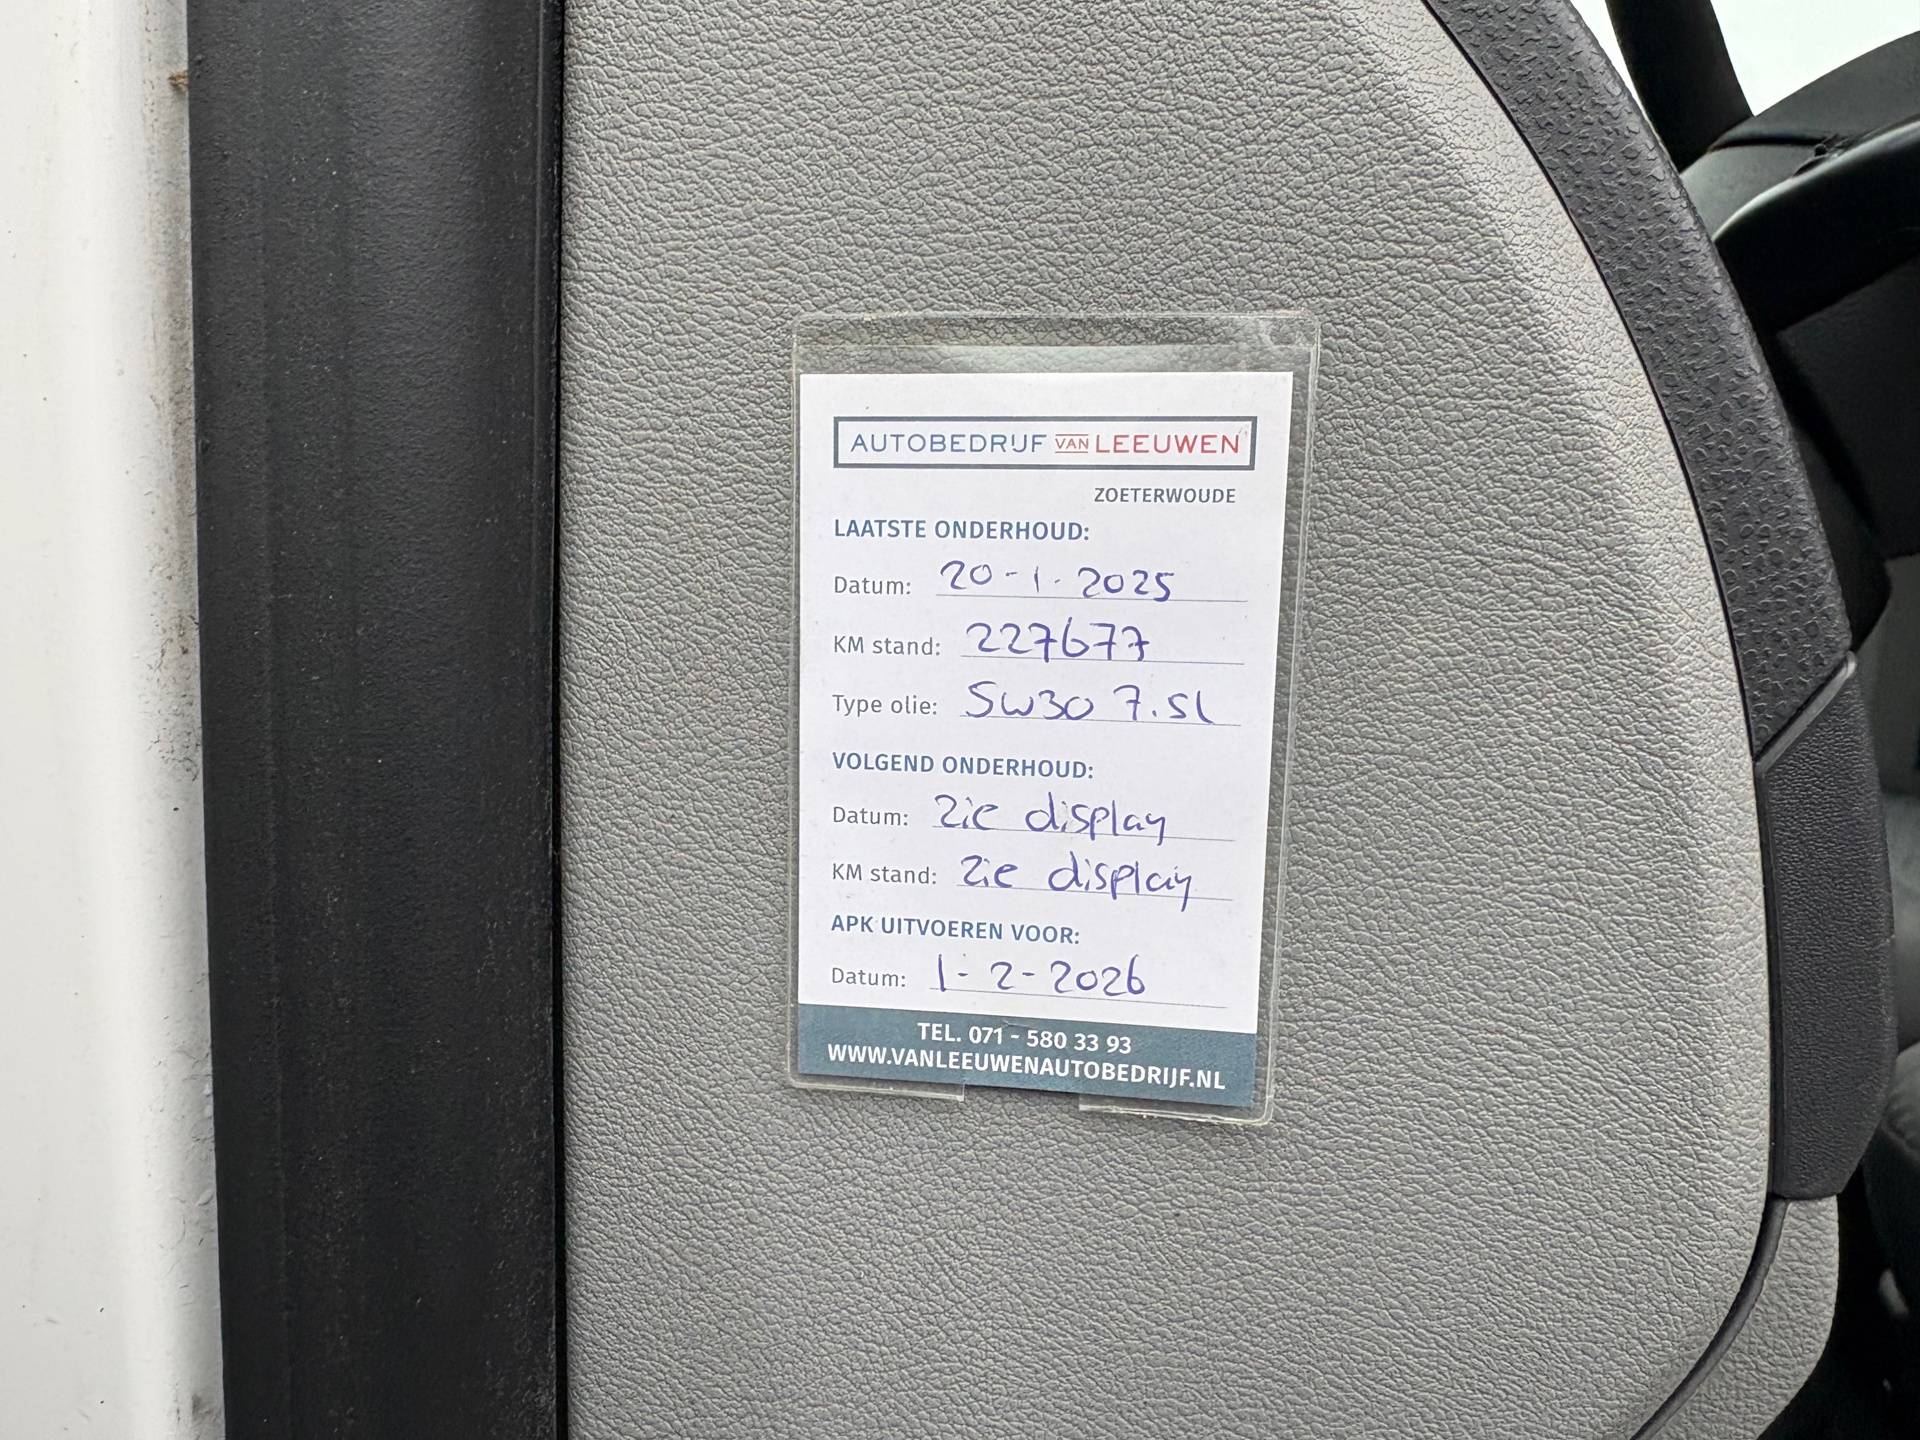 AUTOBEDRIJF VAN LEEUWEN
ZOETERWOUDE
LAATSTE ONDERHOUD:
Datum: 20-1-2025
KM stand: 227677
Type olie: 5W30 7.5L
VOLGEND ONDERHOUD:
Datum: Zie display
KM stand: Zie display
APK UITVOEREN VOOR:
Datum: 1-2-2026
TEL. 071 - 580 33 93
WWW.VANLEEUWENAUTOBEDRIJF.NL